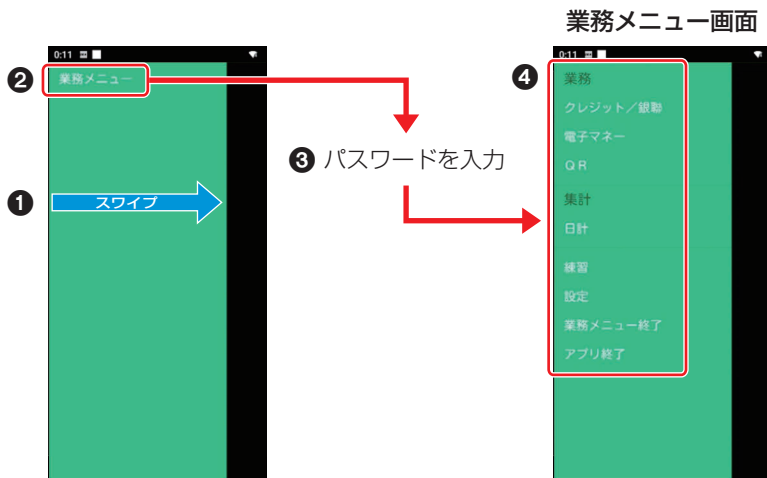 業務メニュー画面
0:11
❷
業務メニュー
❶
スワイプ
❸ パスワードを入力
0:11
❹
業務
クレジット／銀聯
電子マネー
QR
集計
日計
練習
設定
業務メニュー終了
アプリ終了